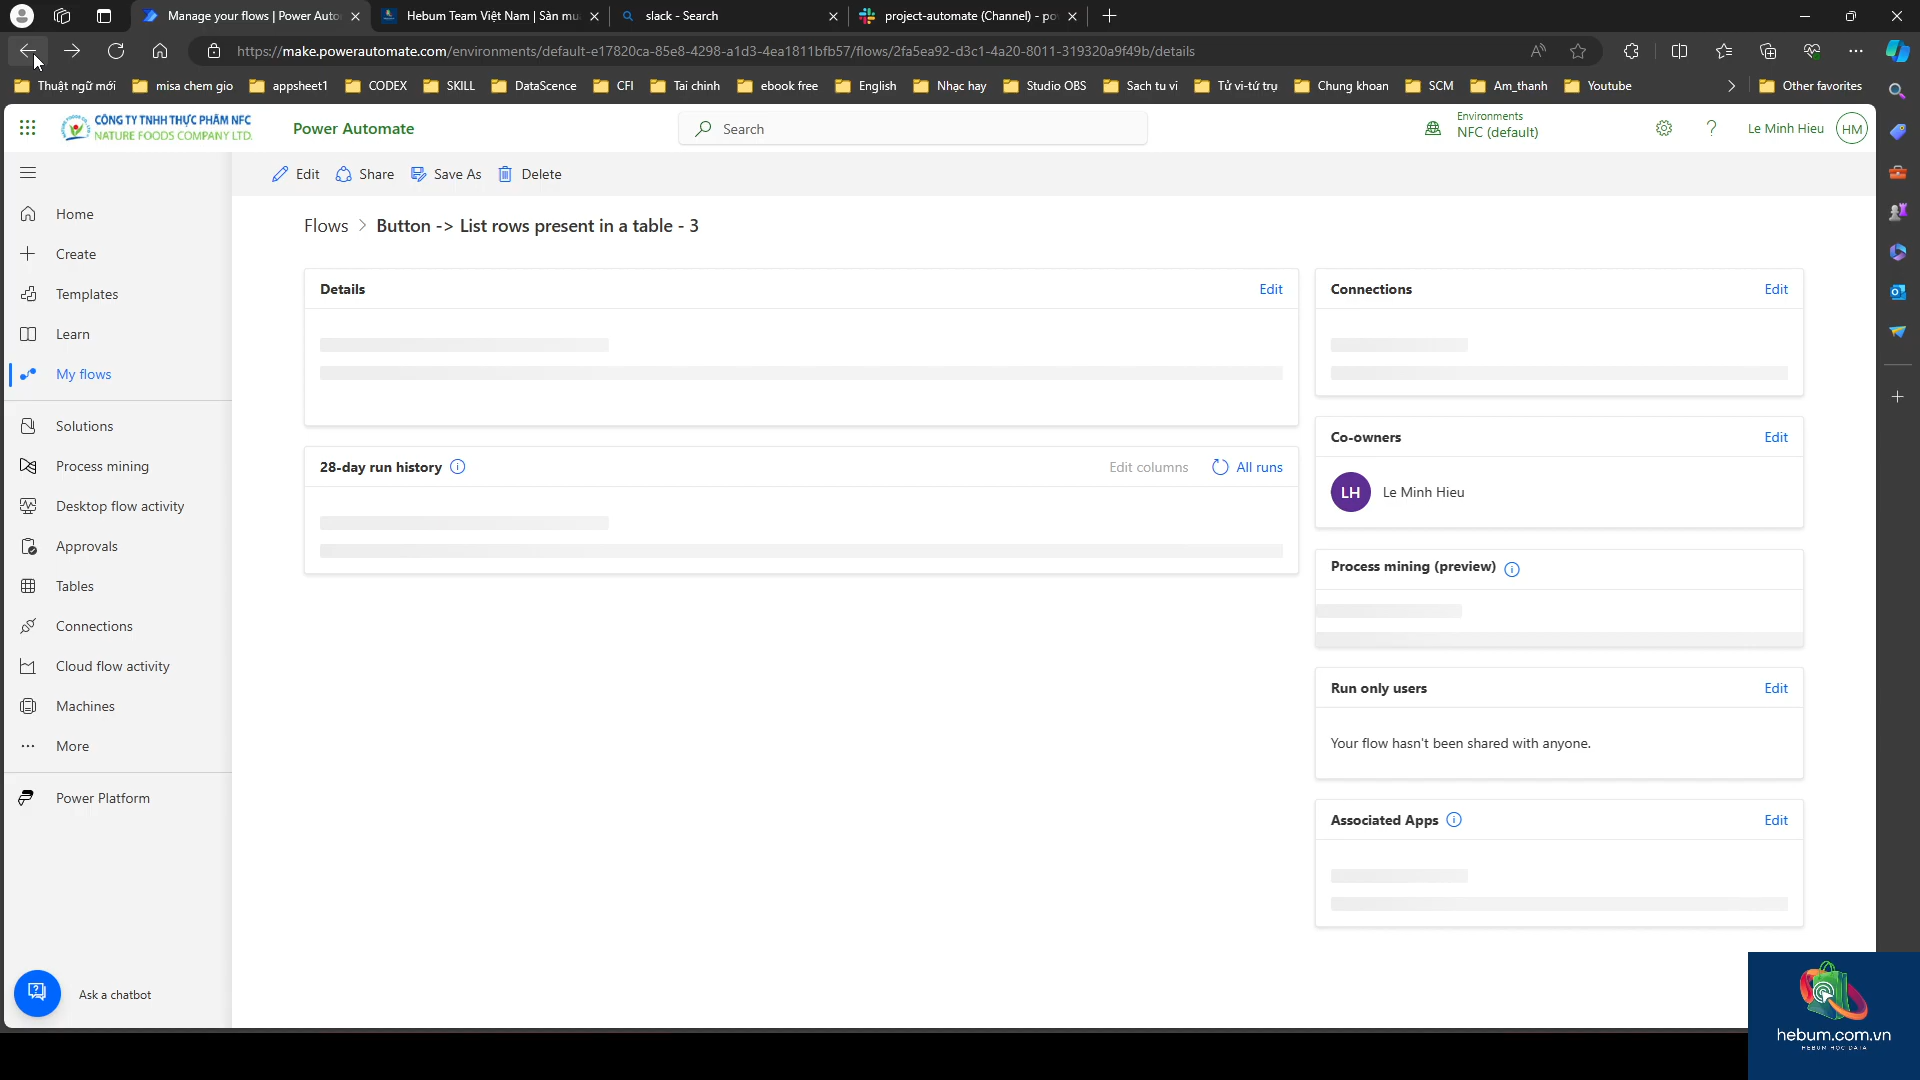 Manage your flows | Power Auto
Hebum Team Việt Nam | Sàn mu
slack - Search
project-automate (Channel) - po
https://make.powerautomate.com/environments/default-e17820ca-85e8-4298-a1d3-4ea1811bfb57/flows/2fa5ea92-d3c1-4a20-8011-319320a9f49b/details
Thuật ngữ mới
misa chem gio
appsheet1
CODEX
SKILL
DataScence
CFI
Tai chinh
ebook free
English
Nhạc hay
Studio OBS
Sach tu vi
Tử vi-tứ trụ
Chung khoan
SCM
Am_thanh
Youtube
Other favorites
CÔNG TY TNHH THỰC PHẨM NFC
NATURE FOODS COMPANY LTD.
Power Automate
Search
Environments
NFC (default)
Le Minh Hieu
HM
Edit
Share
Save As
Delete
Home
Create
Templates
Learn
My flows
Solutions
Process mining
Desktop flow activity
Approvals
Tables
Connections
Cloud flow activity
Machines
More
Power Platform
Ask a chatbot
Flows > Button -> List rows present in a table - 3
Details
Edit
28-day run history
Edit columns
All runs
Connections
Edit
Co-owners
Edit
LH
Le Minh Hieu
Process mining (preview)
Run only users
Edit
Your flow hasn't been shared with anyone.
Associated Apps
Edit
hebum.com.vn
HEBUM HOC DATA